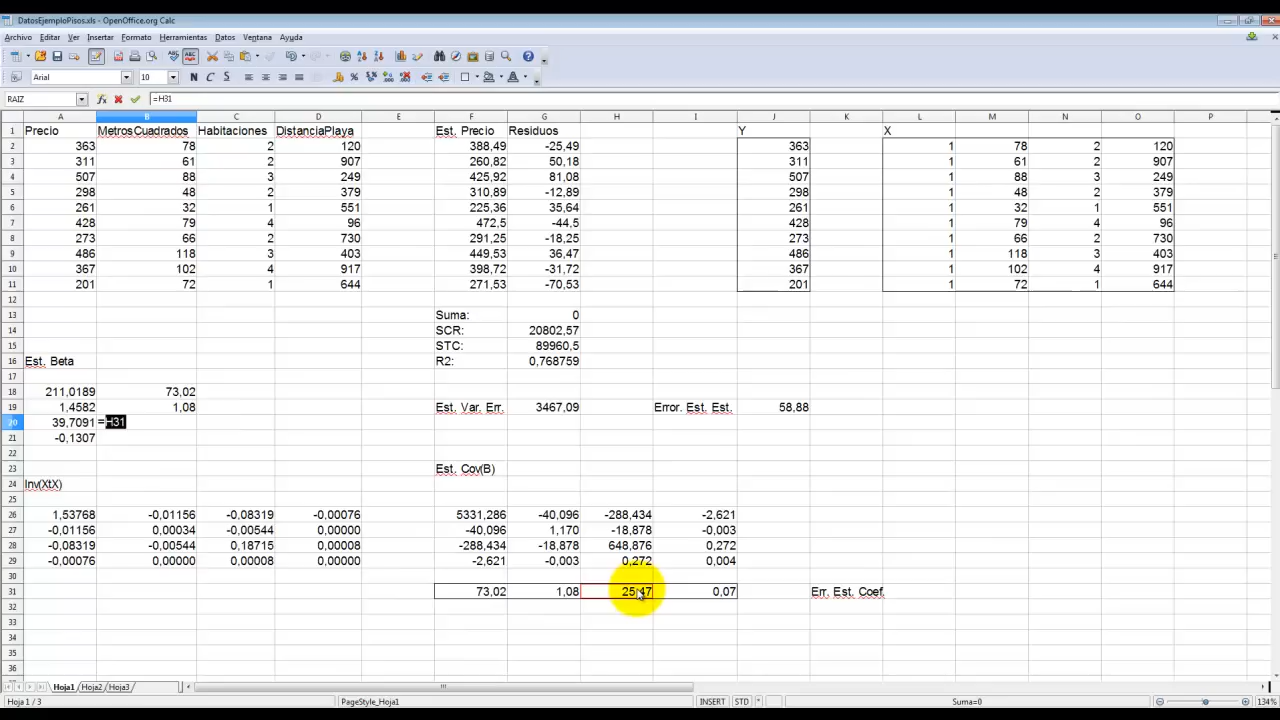 DatosEjemploPisos.xls - OpenOffice.org Calc
Archivo Editar Ver Insertar Formato Herramientas Datos Ventana Ayuda
Arial 10
RAIZ =H31
A B C D E F G H I J K L M N O P
1 Precio MetrosCuadrados Habitaciones DistanciaPlaya Est. Precio Residuos Y X
2 363 78 2 120 388,49 -25,49 363 1 78 2 120
3 311 61 2 907 260,82 50,18 311 1 61 2 907
4 507 88 3 249 425,92 81,08 507 1 88 3 249
5 298 48 2 379 310,89 -12,89 298 1 48 2 379
6 261 32 1 551 225,36 35,64 261 1 32 1 551
7 428 79 4 96 472,5 -44,5 428 1 79 4 96
8 273 66 2 730 291,25 -18,25 273 1 66 2 730
9 486 118 3 403 449,53 36,47 486 1 118 3 403
10 367 102 4 917 398,72 -31,72 367 1 102 4 917
11 201 72 1 644 271,53 -70,53 201 1 72 1 644
12
13 Suma: 0
14 SCR: 20802,57
15 STC: 89960,5
16 Est. Beta R2: 0,768759
17
18 211,0189 73,02
19 1,4582 1,08 Est. Var. Err. 3467,09 Error. Est. Est. 58,88
20 39,7091 =H31
21 -0,1307
22
23 Est. Cov(B)
24 Inv(XtX)
25
26 1,53768 -0,01156 -0,08319 -0,00076 5331,286 -40,096 -288,434 -2,621
27 -0,01156 0,00034 -0,00544 0,00000 -40,096 1,170 -18,878 -0,003
28 -0,08319 -0,00544 0,18715 0,00008 -288,434 -18,878 648,876 0,272
29 -0,00076 0,00000 0,00008 0,00000 -2,621 -0,003 0,272 0,004
30
31 73,02 1,08 25,47 0,07 Err. Est. Coef.
32
33
34
35
36
Hoja1 Hoja2 Hoja3
Hoja 1 / 3 PageStyle_Hoja1 INSERT STD * Suma=0 134%